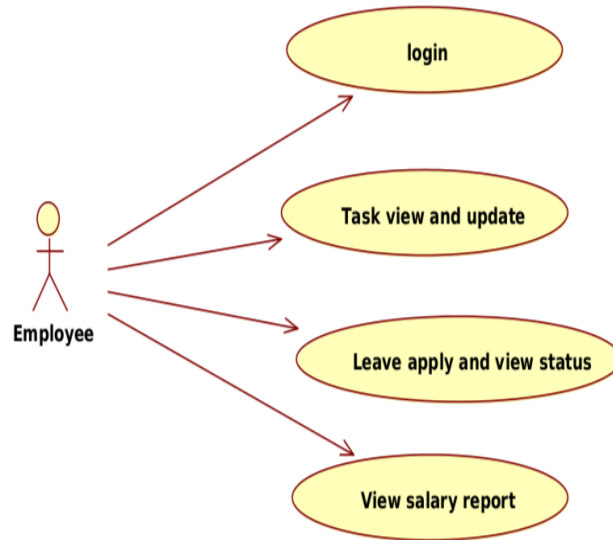 login
Task view and update
Employee
Leave apply and view status
View salary report